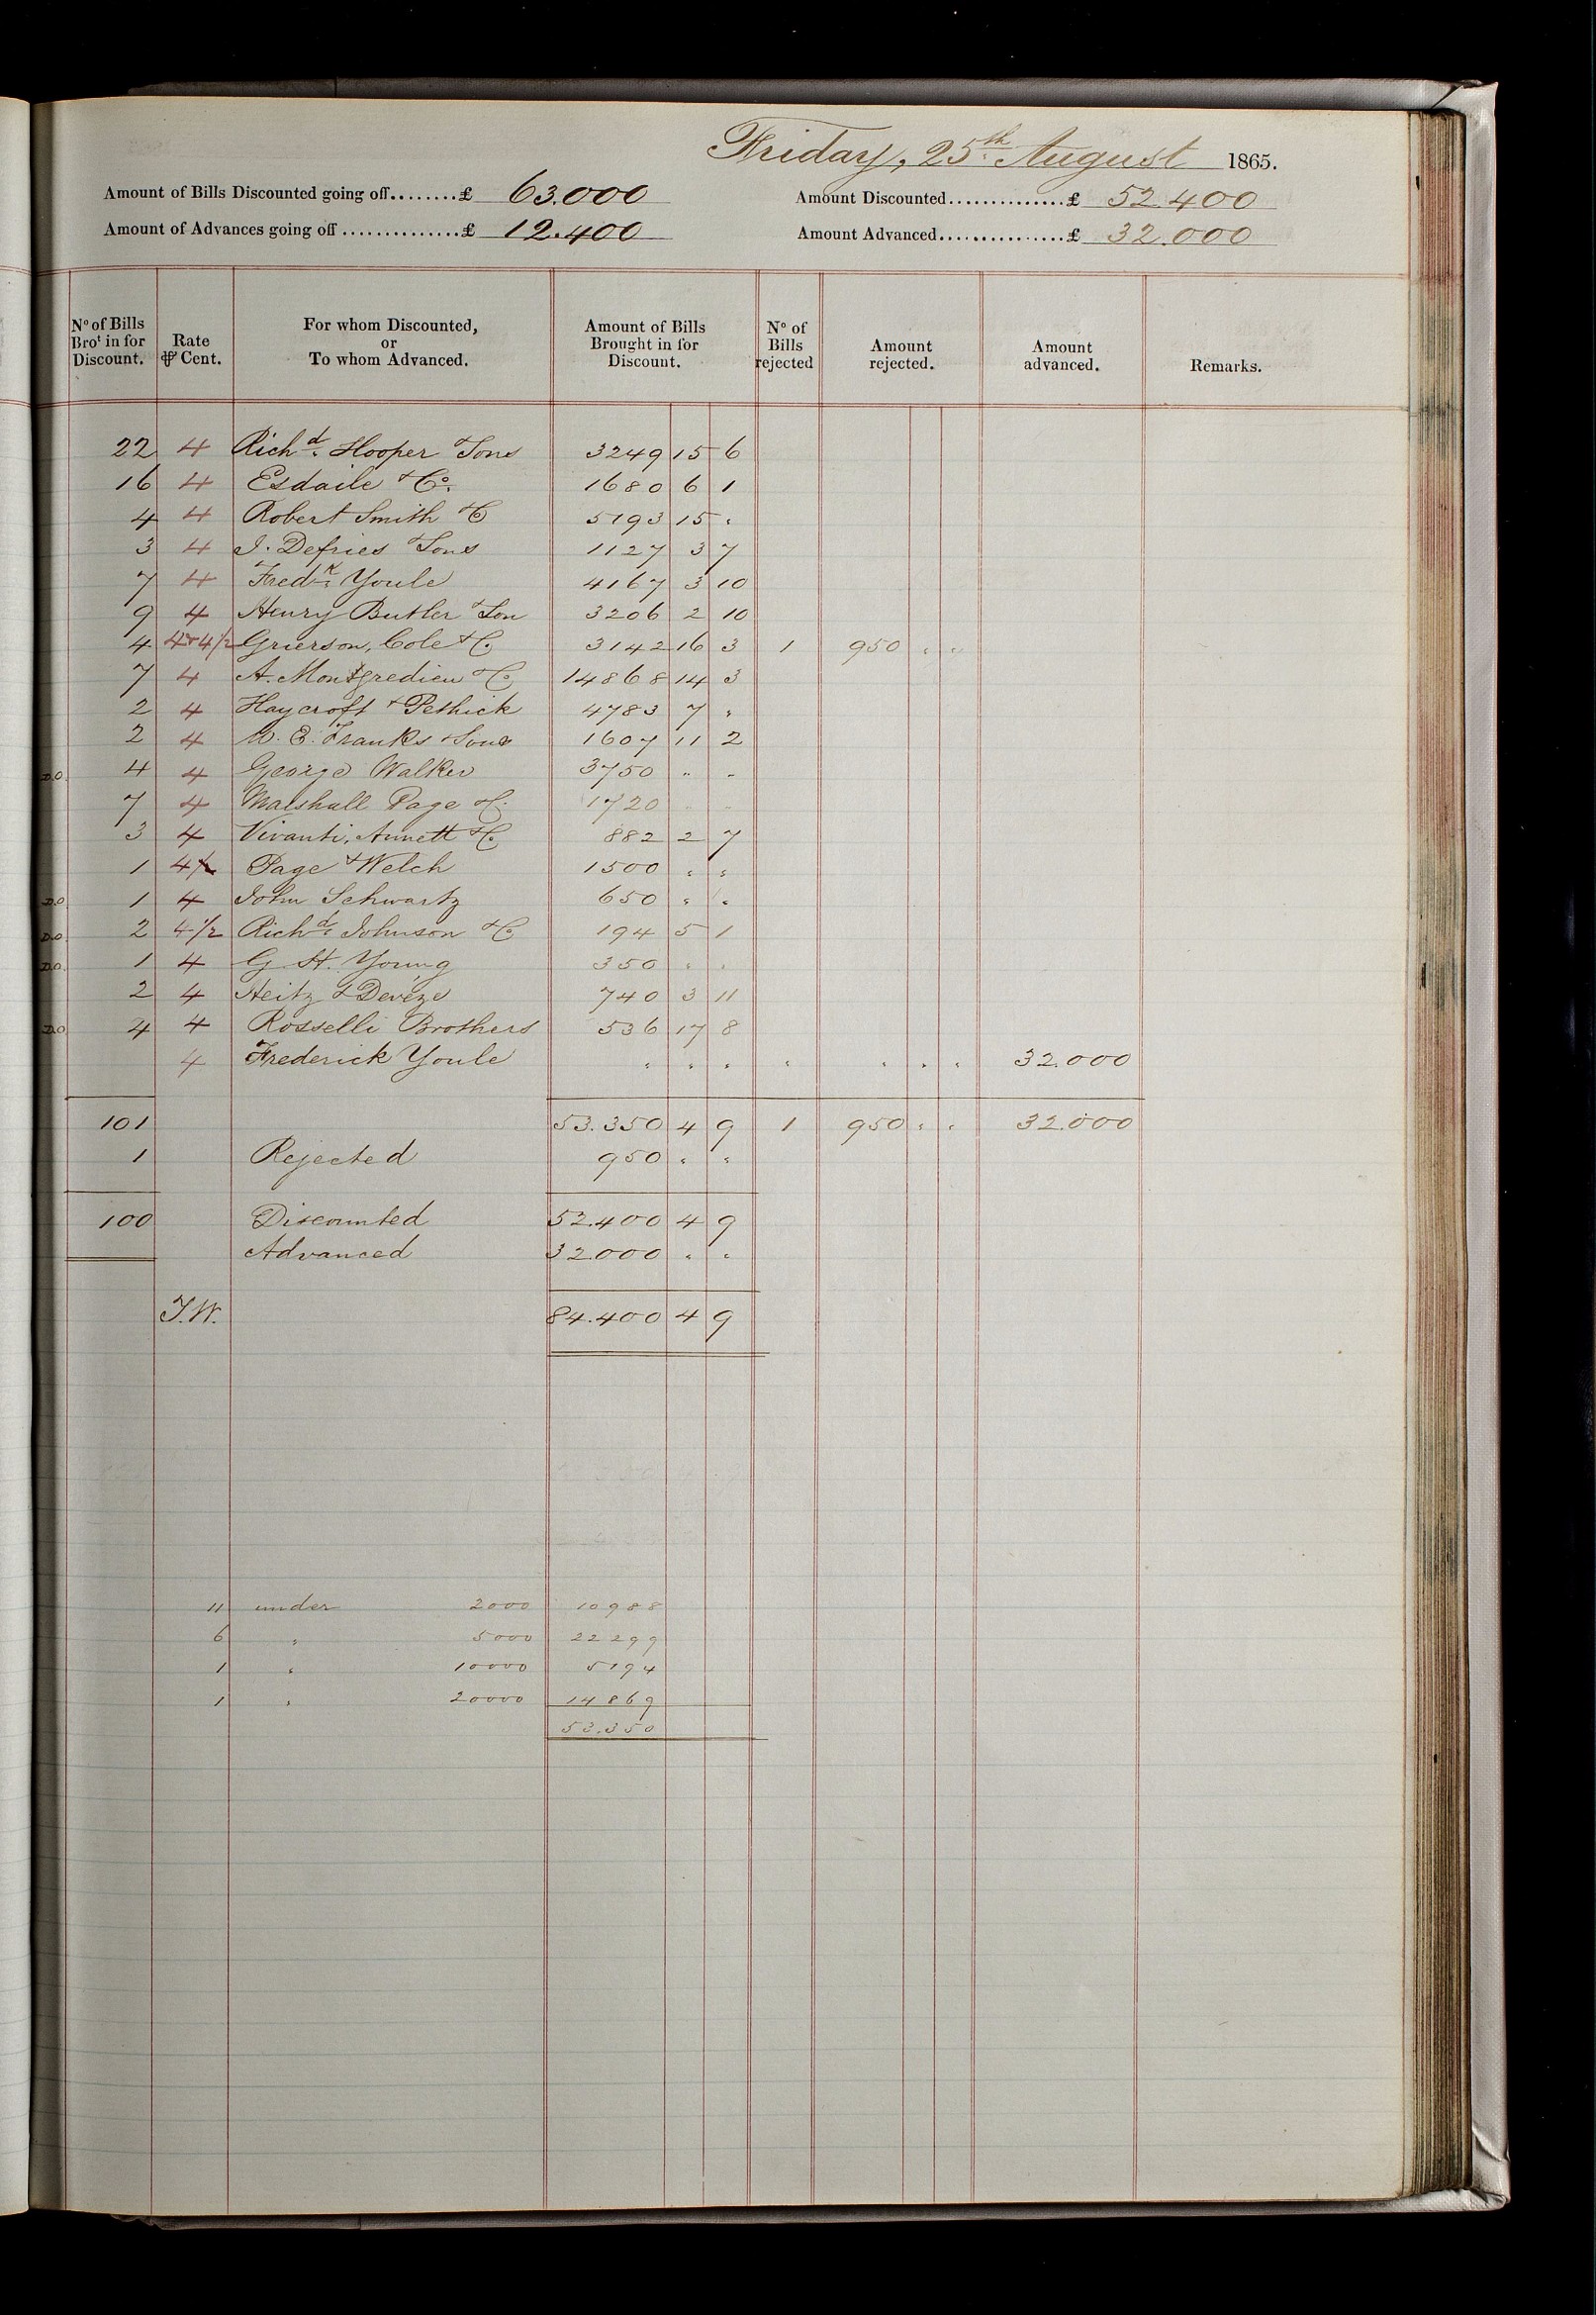 Friday, 25th August 1865.
Amount of Bills Discounted going off........£ 63.000 Amount Discounted..............£ 52.400
Amount of Advances going off..............£ 12.400 Amount Advanced...............£ 32.000
No of Bills Brot in for Discount. Rate ⅌ Cent. For whom Discounted, or To whom Advanced. Amount of Bills Brought in for Discount. No of Bills rejected Amount rejected. Amount advanced. Remarks.
22 4 Richd. Hooper & Sons 3249 15 6
16 4 Esdaile & Co. 1680 6 1
4 4 Robert Smith & C 5193 15 "
3 4 J. Defries & Sons 1127 3 7
7 4 Fredk. Youle 4167 3 10
9 4 Henry Butler & Son 3206 2 10
4 4 & 4 1/2 Grierson, Cole & C. 3142 16 3 1 950 " "
7 4 A. Montgredieu & C. 14868 14 3
2 4 Haycroft & Pethick 4783 7 "
2 4 E. Franks & Sons 1607 11 2
D.O. 4 4 George Walker 3750 " "
7 4 Marshall Page & C. 1720 " "
3 4 Vivanti, Annett & C. 882 2 7
1 4 1/2 Page & Welch 1500 " "
D.O 1 4 John Schwartz 650 " "
D.O 2 4 1/2 Richd. Johnson & C. 194 5 1
D.O. 1 4 G. H. Young 350 " "
2 4 Heitz & Devéze 740 3 11
D.O 4 4 Rosselli Brothers 536 17 8
4 Frederick Youle " " " " " " " 32.000
101 53.350 4 9 1 950 " " 32.000
1 Rejected 950 " "
100 Discounted 52.400 4 9
Advanced 32.000 " "
84.400 4 9
11 under 2000 10988
6 " 5000 22299
1 " 10000 5194
1 " 20000 14869
53.350